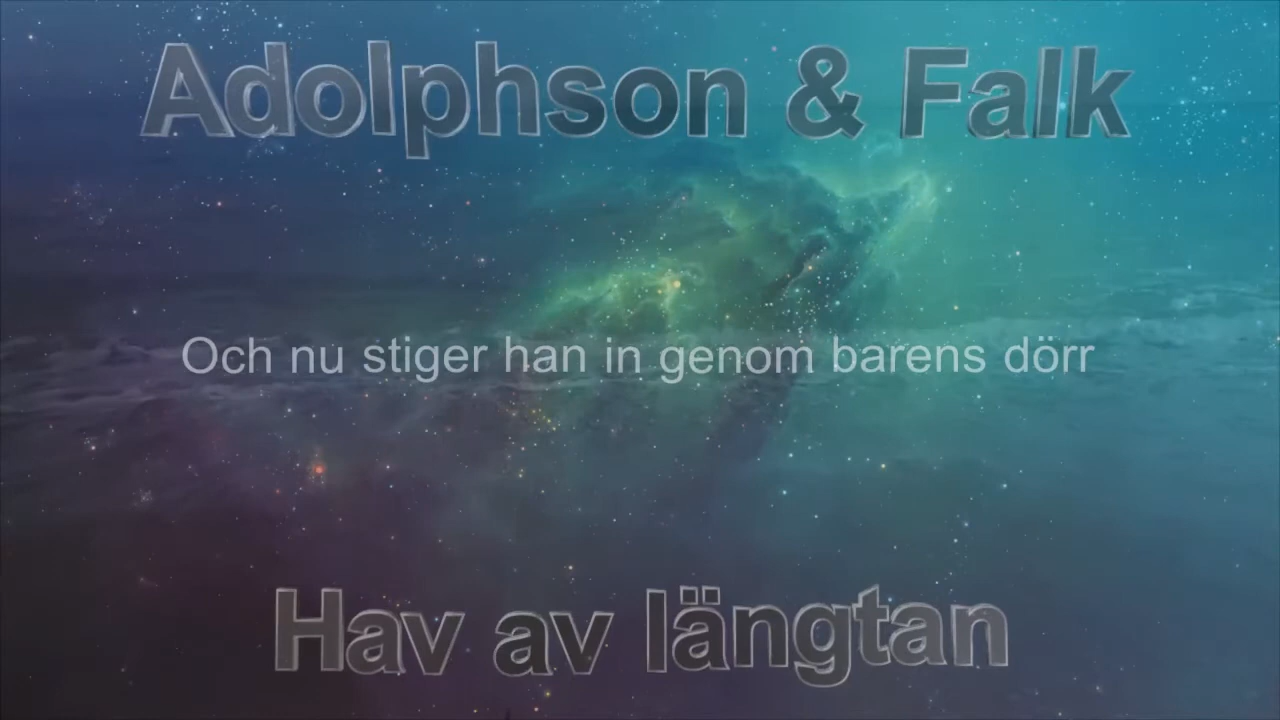 Adolphson & Falk
Och nu stiger han in genom barens dörr
Hav av längtan